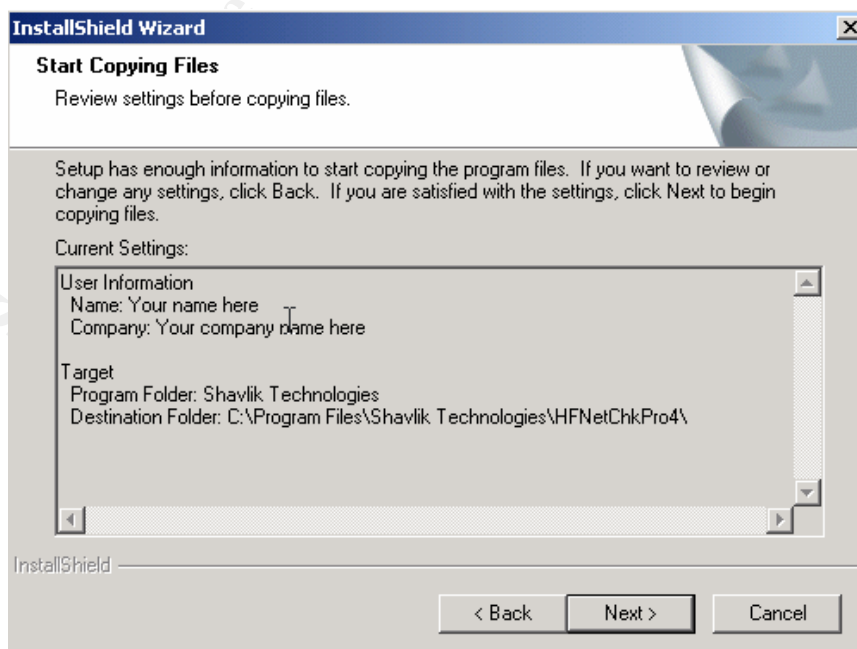 InstallShield Wizard
Start Copying Files
Review settings before copying files.
Setup has enough information to start copying the program files. If you want to review or
change any settings, click Back. If you are satisfied with the settings, click Next to begin
copying files.
Current Settings:
User Information
Name: Your name here
Company: Your company name here
Target
Program Folder: Shavlik Technologies
Destination Folder: C:\Program Files\Shavlik Technologies\HFNetChkPro4\
InstallShield
< Back
Next >
Cancel